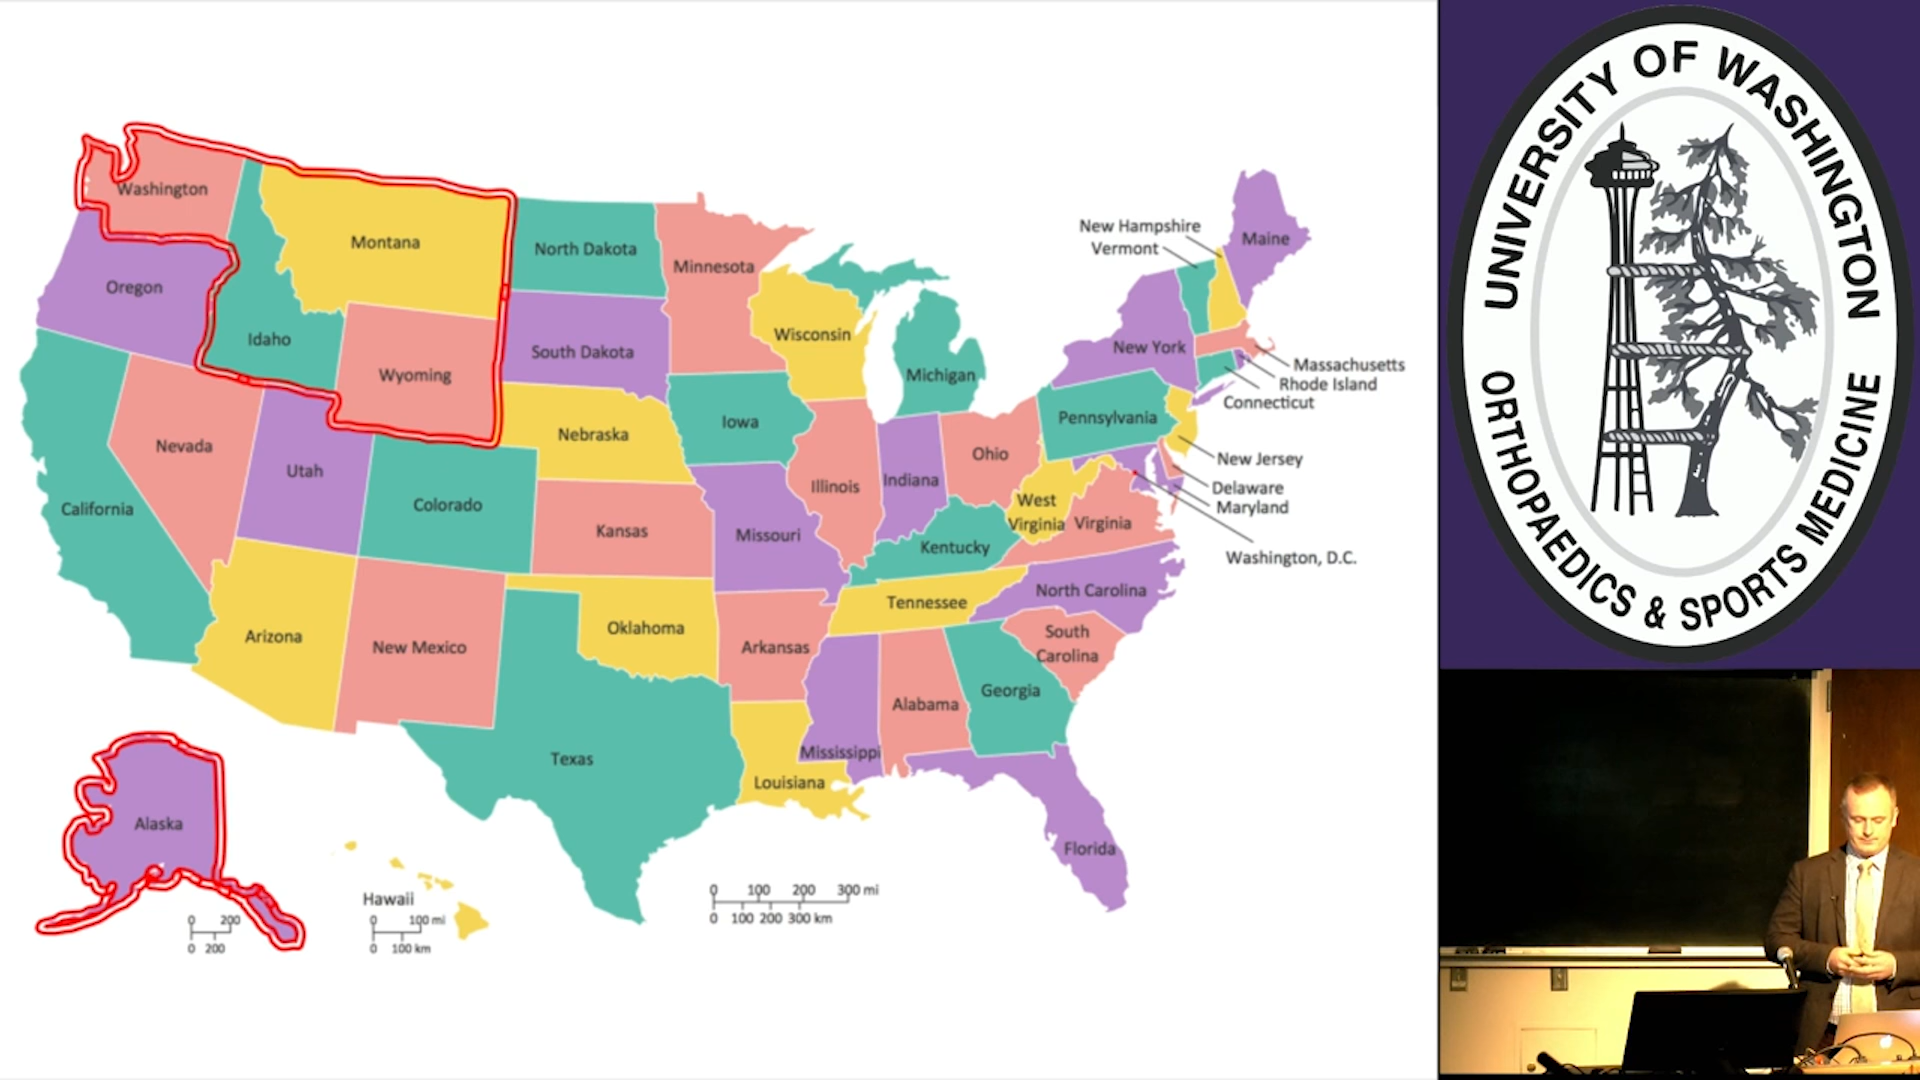 Washington
Montana
North Dakota
Minnesota
New Hampshire
Vermont
Maine
Oregon
Idaho
Wyoming
South Dakota
Wisconsin
Michigan
New York
Massachusetts
Rhode Island
Connecticut
Nevada
Utah
Colorado
Nebraska
Iowa
Illinois
Indiana
Ohio
Pennsylvania
New Jersey
Delaware
Maryland
Washington, D.C.
California
Kansas
Missouri
Kentucky
West
Virginia
Virginia
North Carolina
Tennessee
Arizona
New Mexico
Oklahoma
Arkansas
South
Carolina
Georgia
Alabama
Mississippi
Louisiana
Texas
Florida
Alaska
0 200
0 200
Hawaii
0 100 mi
0 100 km
0 100 200 300 mi
0 100 200 300 km
UNIVERSITY OF WASHINGTON
ORTHOPAEDICS & SPORTS MEDICINE